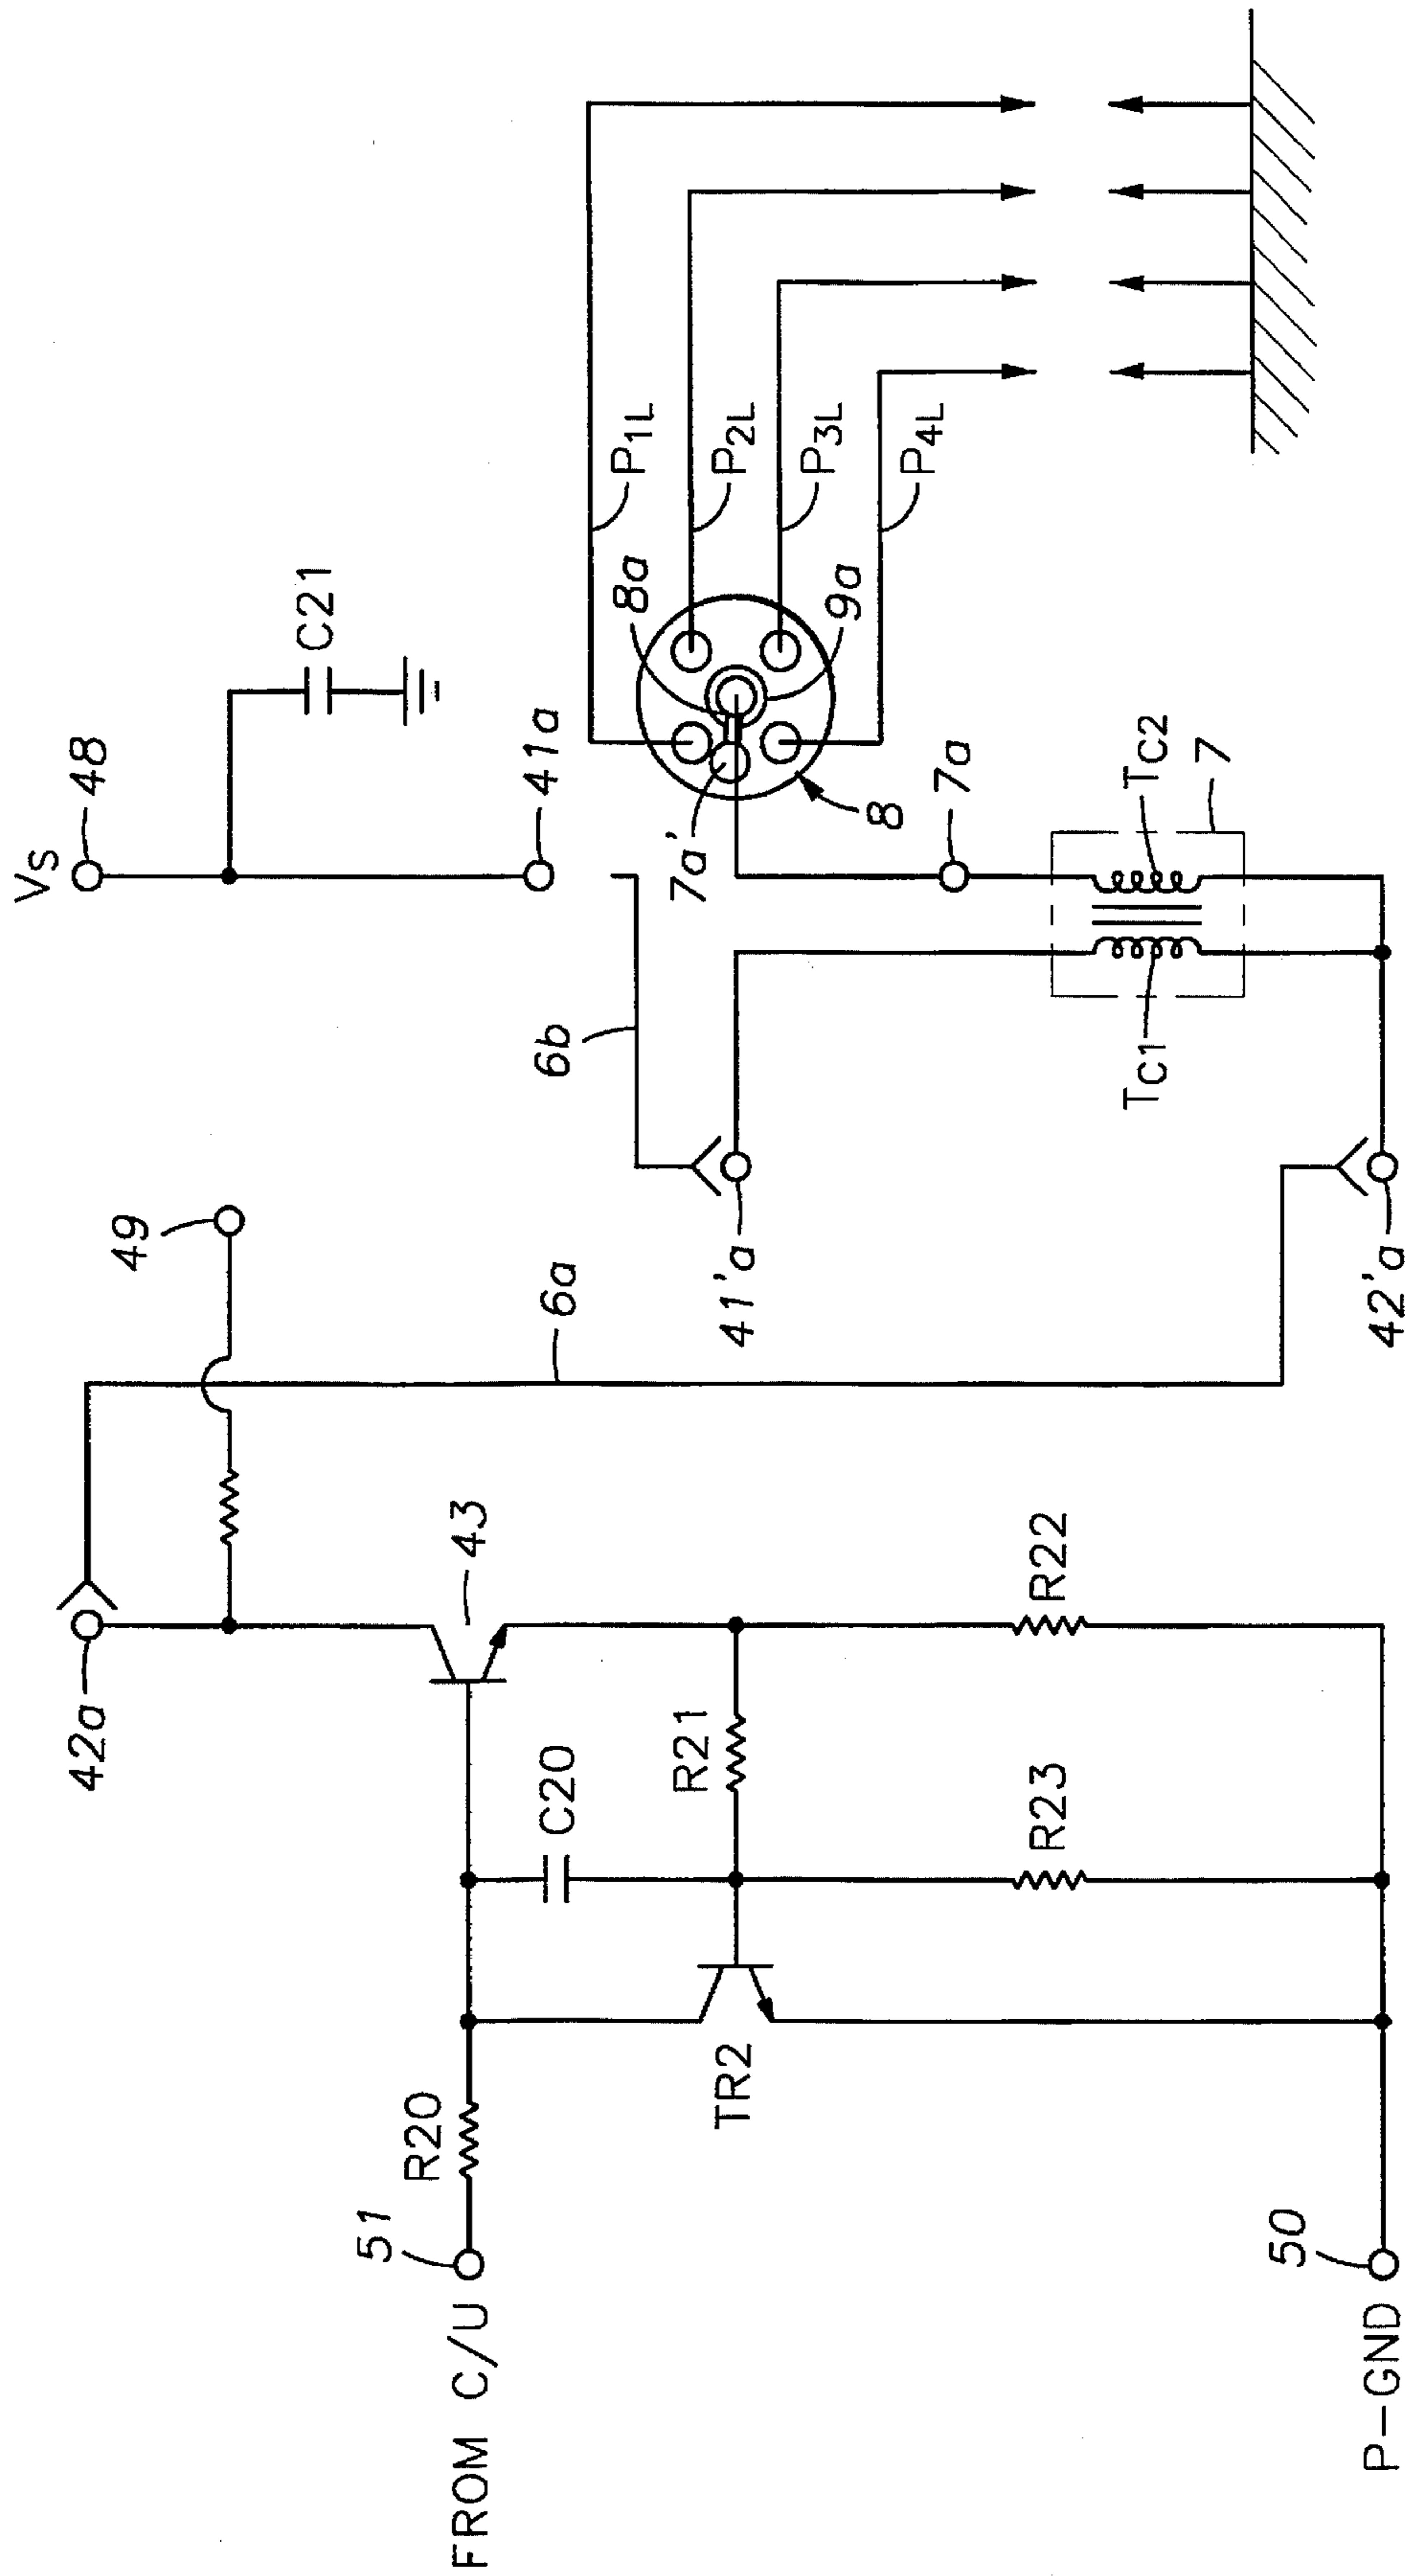 Vs
48
C21
41a
8a
P1L
P2L
P3L
P4L
9a
7a'
8
7a
7
TC2
TC1
6b
41'a
42'a
49
6a
42a
43
C20
R21
R22
R23
TR2
R20
51
FROM C/U
50
P-GND